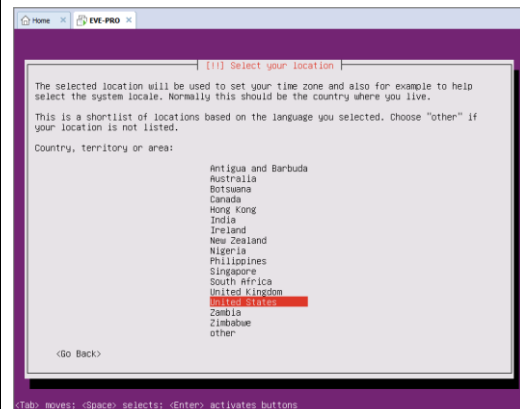 Home
EVE-PRO
[!!] Select your location
The selected location will be used to set your time zone and also for example to help
select the system locale. Normally this should be the country where you live.
This is a shortlist of locations based on the language you selected. Choose "other" if
your location is not listed.
Country, territory or area:
Antigua and Barbuda
Australia
Botswana
Canada
Hong Kong
India
Ireland
New Zealand
Nigeria
Philippines
Singapore
South Africa
United Kingdom
United States
Zambia
Zimbabwe
other
<Go Back>
<Tab> moves; <Space> selects; <Enter> activates buttons